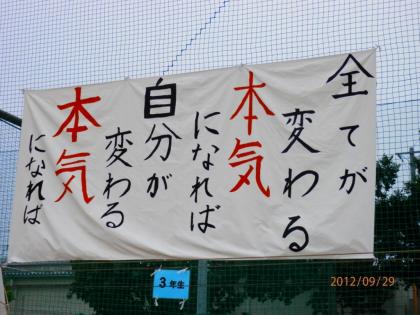 全てが
変わる
本気
になれば
自分が
変わる
本気
になれば
3年生
2012/09/29